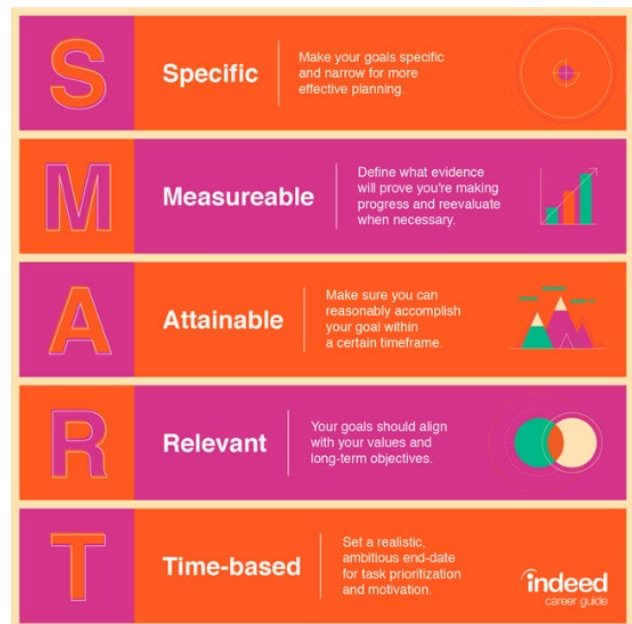 S
Specific
Make your goals specific
and narrow for more
effective planning.
M
Measureable
Define what evidence
will prove you're making
progress and reevaluate
when necessary.
A
Attainable
Make sure you can
reasonably accomplish
your goal within
a certain timeframe.
R
Relevant
Your goals should align
with your values and
long-term objectives.
T
Time-based
Set a realistic,
ambitious end-date
for task prioritization
and motivation.
indeed
career guide